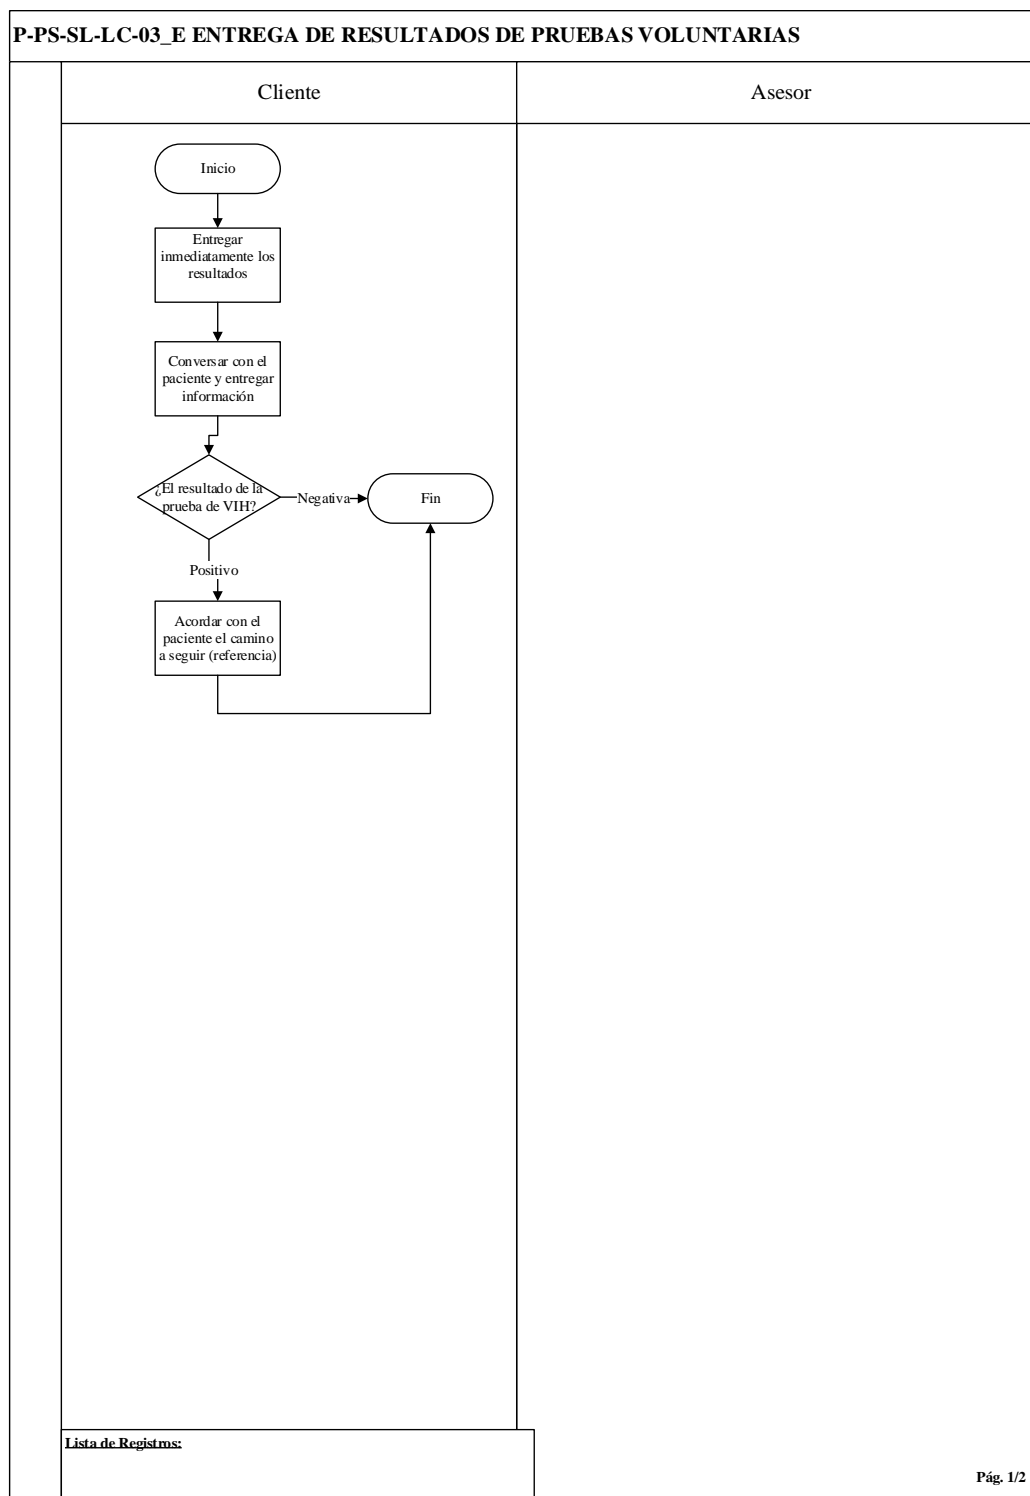 P-PS-SL-LC-03_E ENTREGA DE RESULTADOS DE PRUEBAS VOLUNTARIAS
Cliente
Asesor
Inicio
Entregar
inmediatamente los
resultados
Conversar con el
paciente y entregar
información
¿El resultado de la
prueba de VIH?
Negativa
Fin
Positivo
Acordar con el
paciente el camino
a seguir (referencia)
Lista de Registros:
Pág. 1/2